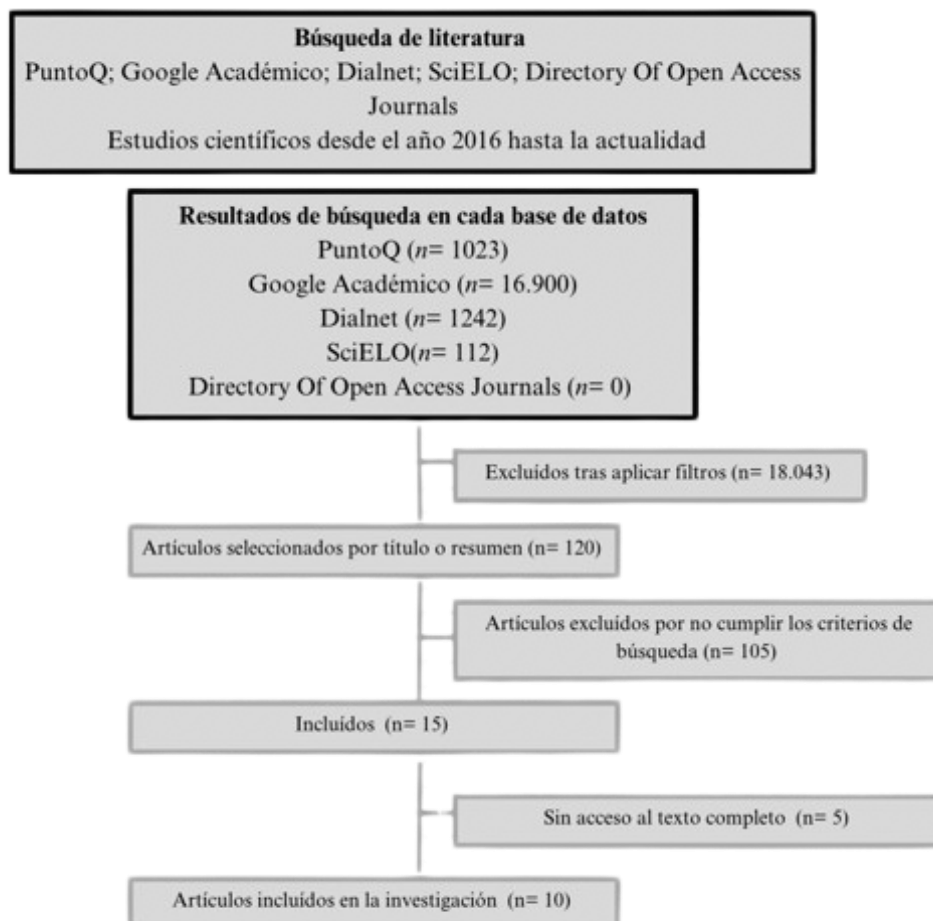 Búsqueda de literatura
PuntoQ; Google Académico; Dialnet; SciELO; Directory Of Open Access
Journals
Estudios científicos desde el año 2016 hasta la actualidad
Resultados de búsqueda en cada base de datos
PuntoQ (n= 1023)
Google Académico (n= 16.900)
Dialnet (n= 1242)
SciELO(n= 112)
Directory Of Open Access Journals (n= 0)
Excluídos tras aplicar filtros (n= 18.043)
Artículos seleccionados por título o resumen (n= 120)
Artículos excluídos por no cumplir los criterios de
búsqueda (n= 105)
Incluídos (n= 15)
Sin acceso al texto completo (n= 5)
Artículos incluídos en la investigación (n= 10)